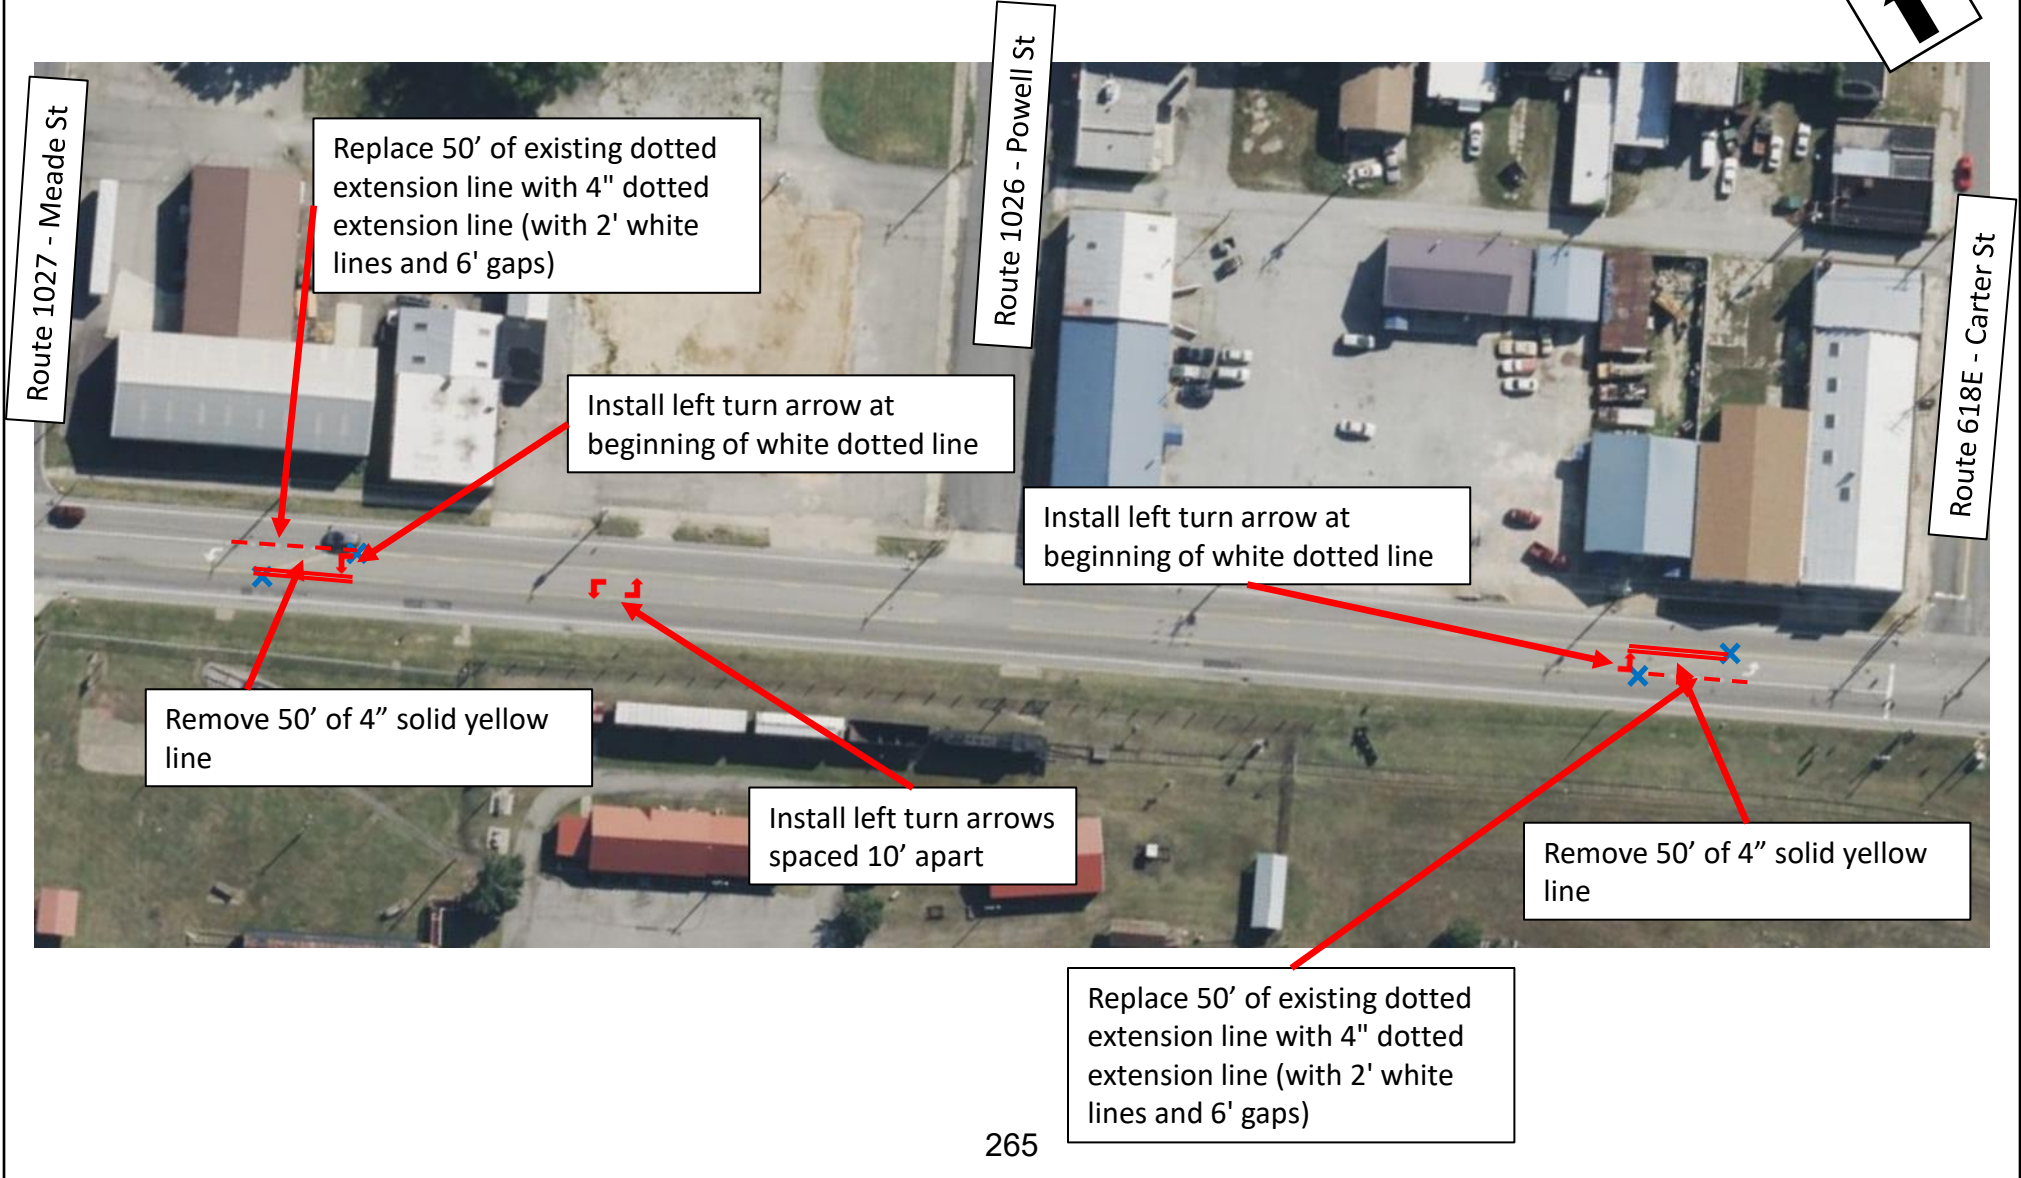 Route 1027 - Meade St
Replace 50’ of existing dotted
extension line with 4" dotted
extension line (with 2' white
lines and 6' gaps)
Route 1026 - Powell St
Route 618E - Carter St
Install left turn arrow at
beginning of white dotted line
Install left turn arrow at
beginning of white dotted line
Remove 50’ of 4” solid yellow
line
Install left turn arrows
spaced 10’ apart
Remove 50’ of 4” solid yellow
line
Replace 50’ of existing dotted
extension line with 4" dotted
extension line (with 2' white
lines and 6' gaps)
265